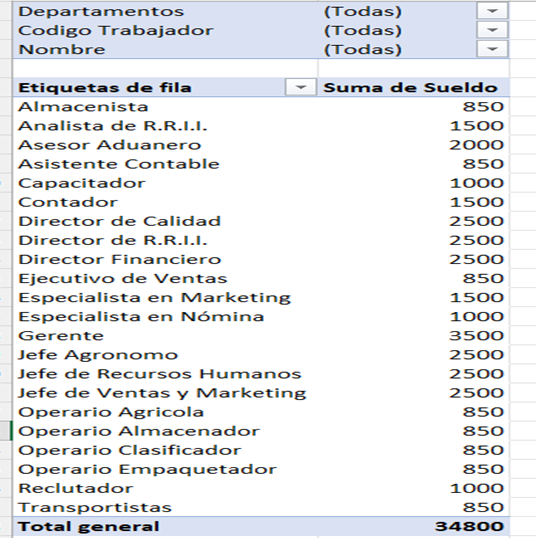 Departamentos (Todas)
Codigo Trabajador (Todas)
Nombre (Todas)
Etiquetas de fila Suma de Sueldo
Almacenista 850
Analista de R.R.I.I. 1500
Asesor Aduanero 2000
Asistente Contable 850
Capacitador 1000
Contador 1500
Director de Calidad 2500
Director de R.R.I.I. 2500
Director Financiero 2500
Ejecutivo de Ventas 850
Especialista en Marketing 1500
Especialista en Nómina 1000
Gerente 3500
Jefe Agronomo 2500
Jefe de Recursos Humanos 2500
Jefe de Ventas y Marketing 2500
Operario Agricola 850
Operario Almacenador 850
Operario Clasificador 850
Operario Empaquetador 850
Reclutador 1000
Transportistas 850
Total general 34800